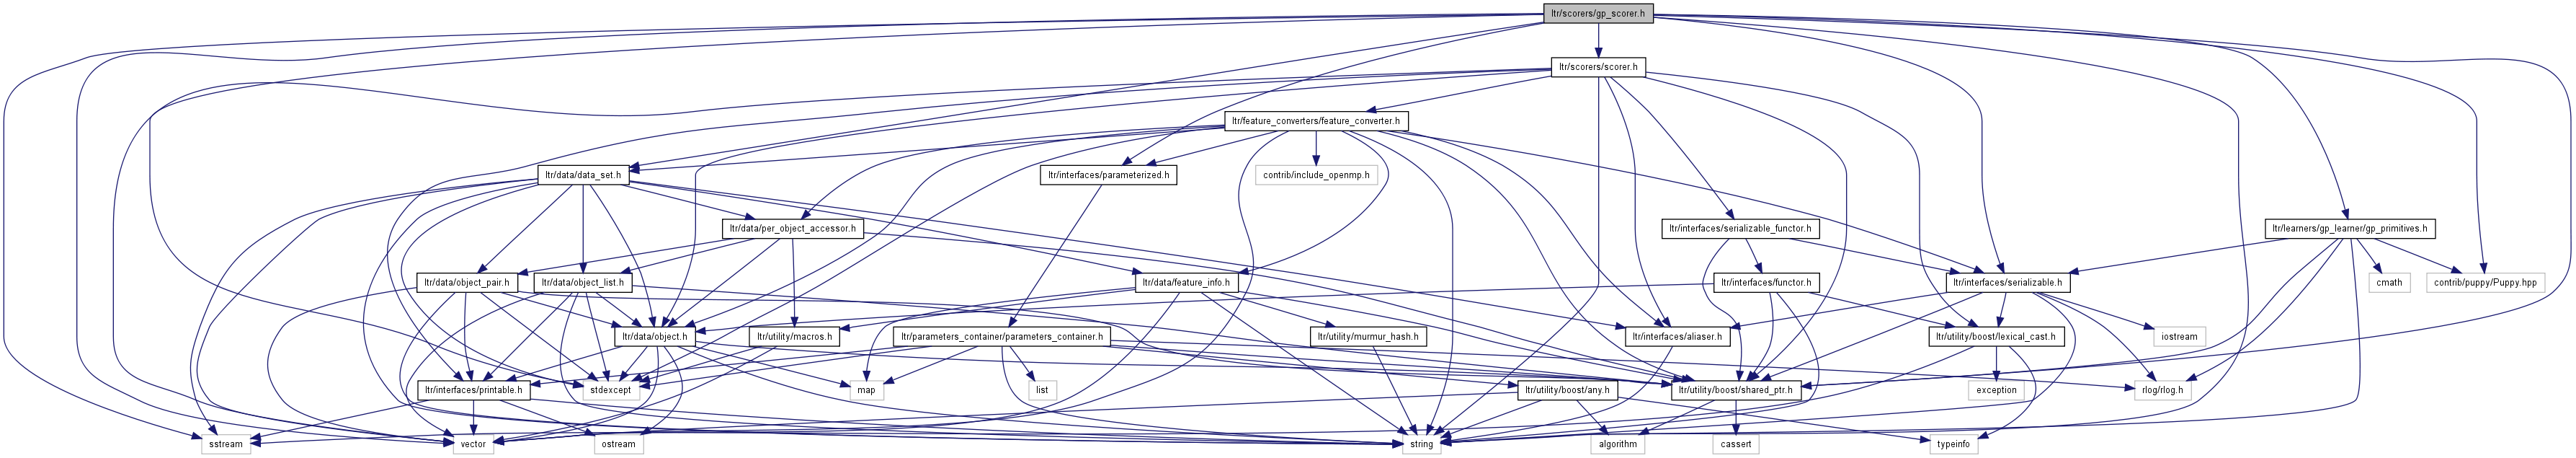 ltr/scorers/gp_scorer.h
ltr/scorers/scorer.h
ltr/feature_converters/feature_converter.h
ltr/data/data_set.h
ltr/interfaces/parameterized.h
contrib/include_openmp.h
ltr/data/per_object_accessor.h
ltr/interfaces/serializable_functor.h
ltr/learners/gp_learner/gp_primitives.h
ltr/data/object_pair.h
ltr/data/object_list.h
ltr/data/feature_info.h
ltr/interfaces/functor.h
ltr/interfaces/serializable.h
cmath
contrib/puppy/Puppy.hpp
ltr/data/object.h
ltr/utility/macros.h
ltr/parameters_container/parameters_container.h
ltr/utility/murmur_hash.h
ltr/interfaces/aliaser.h
ltr/utility/boost/lexical_cast.h
iostream
ltr/interfaces/printable.h
stdexcept
map
list
ltr/utility/boost/any.h
ltr/utility/boost/shared_ptr.h
exception
rlog/rlog.h
sstream
vector
ostream
string
algorithm
cassert
typeinfo